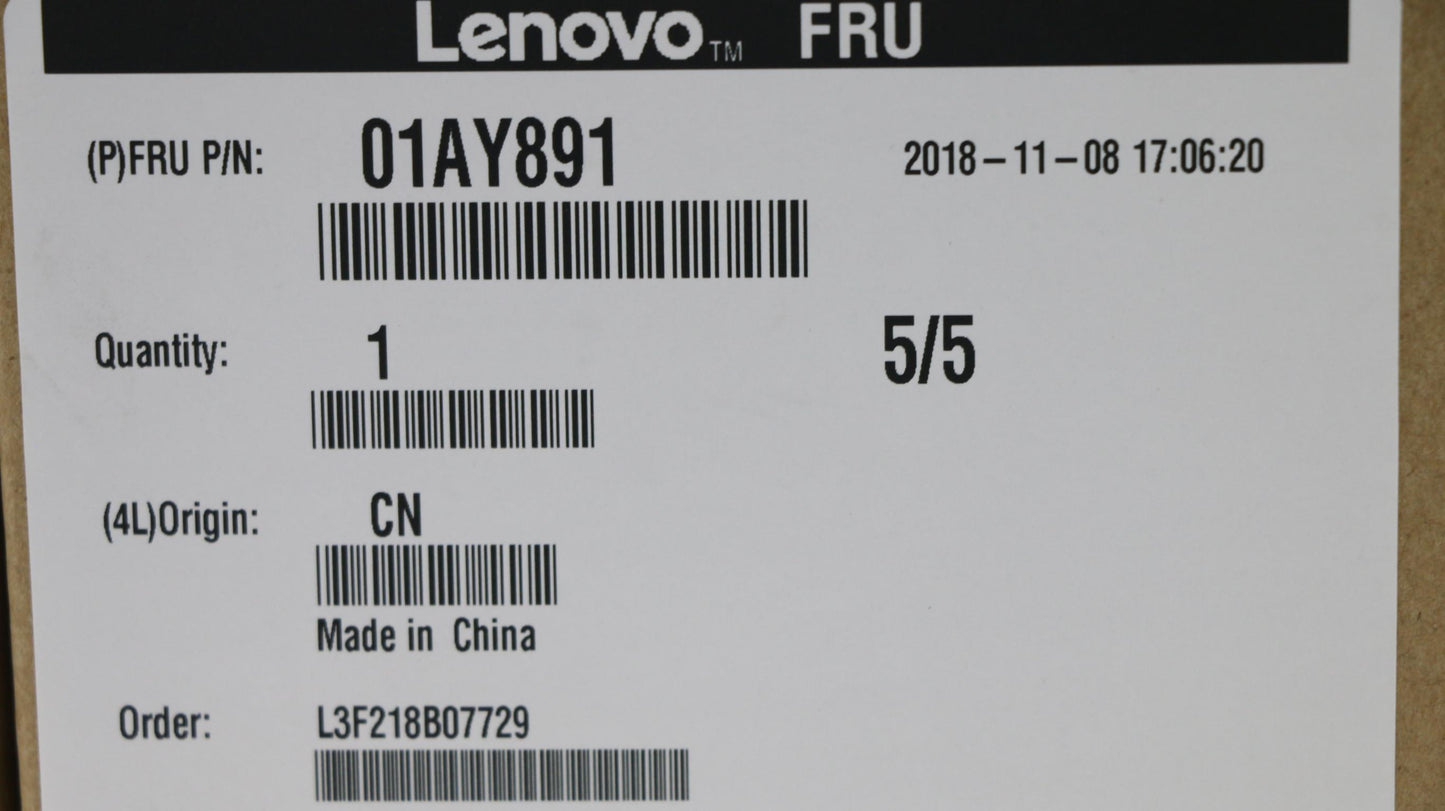 Lenovo™ FRU
(P)FRU P/N: 01AY891 2018-11-08 17:06:20
Quantity: 1 5/5
(4L)Origin: CN
Made in China
Order: L3F218B07729